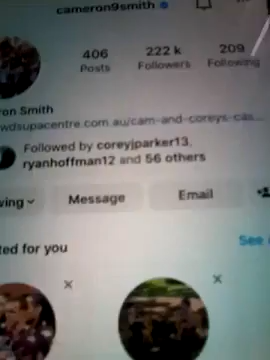 cameron9smith
406 222 k 209
Posts Followers Following
on Smith
wdsupacentre.com.au/cam-and-coreys-cas...
Followed by coreyjparker13,
ryanhoffman12 and 56 others
ing Message Email
ted for you
See